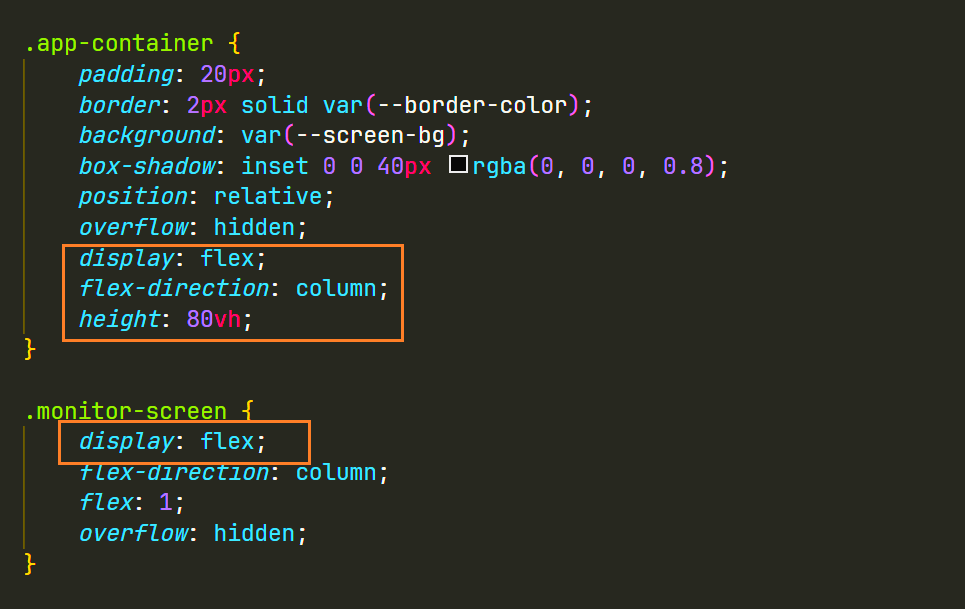 .app-container {
padding: 20px;
border: 2px solid var(--border-color);
background: var(--screen-bg);
box-shadow: inset 0 0 40px rgba(0, 0, 0, 0.8);
position: relative;
overflow: hidden;
display: flex;
flex-direction: column;
height: 80vh;
}
.monitor-screen {
display: flex;
flex-direction: column;
flex: 1;
overflow: hidden;
}